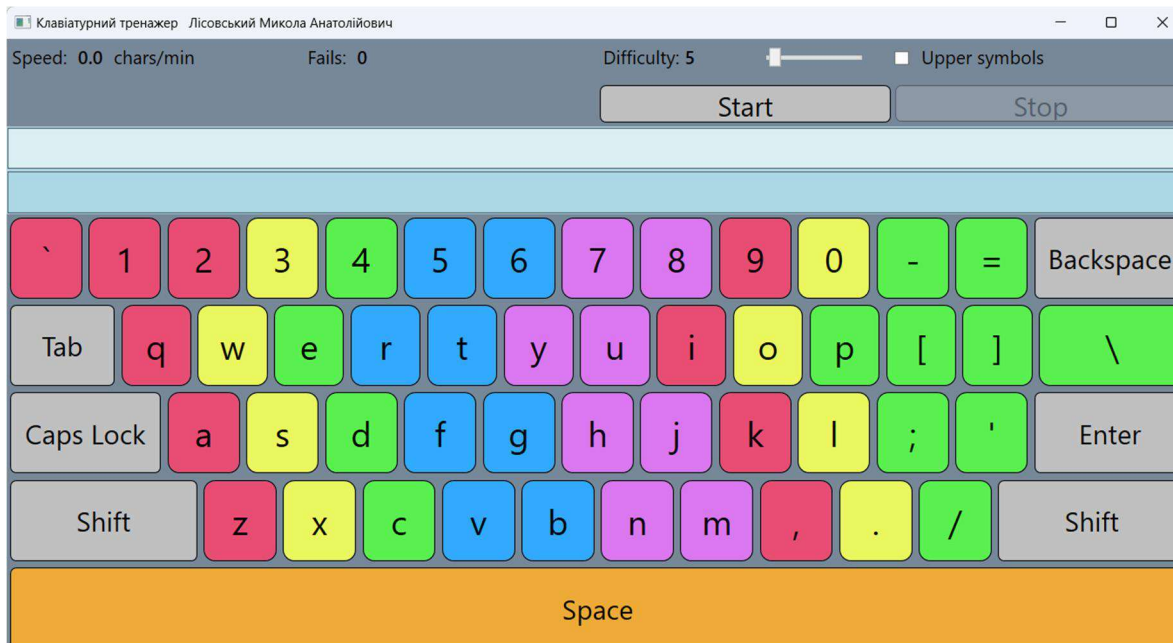 Клавіатурний тренажер Лісовський Микола Анатолійович
Speed: 0.0 chars/min Fails: 0 Difficulty: 5 Upper symbols
Start Stop
` 1 2 3 4 5 6 7 8 9 0 - = Backspace
Tab q w e r t y u i o p [ ] \
Caps Lock a s d f g h j k l ; ' Enter
Shift z x c v b n m , . / Shift
Space